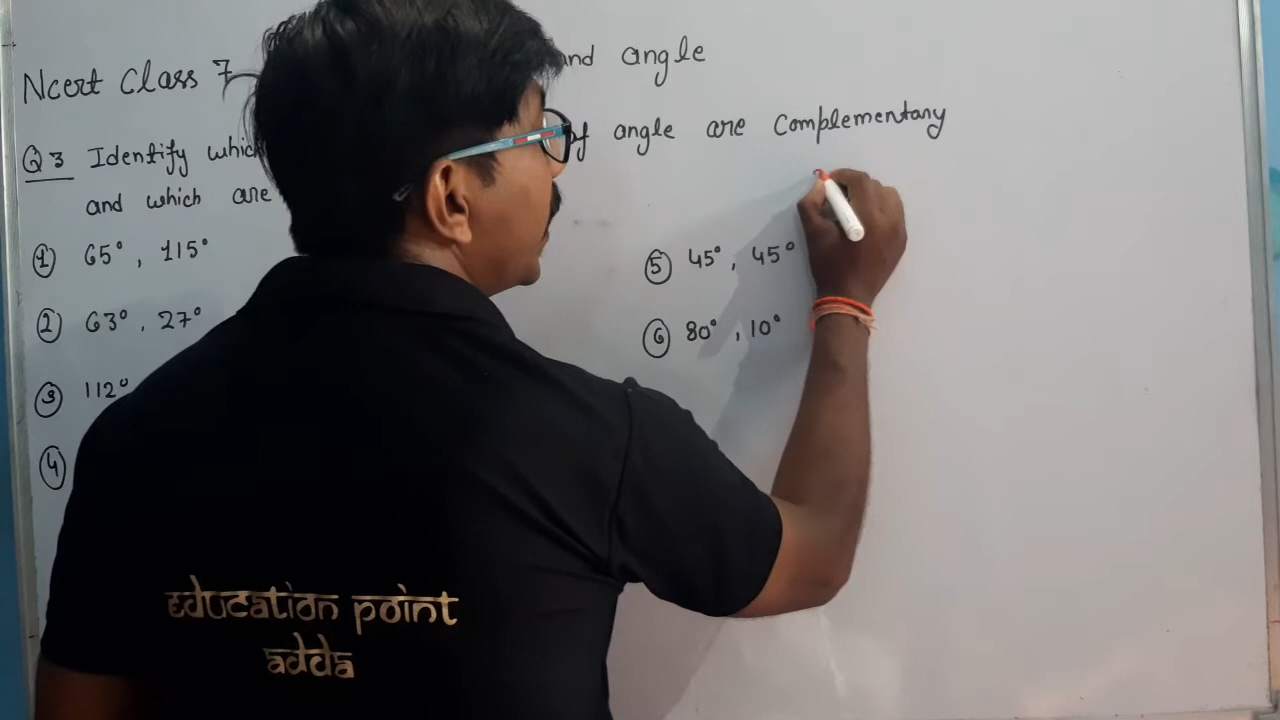 Ncert Class 7 and angle
Q3 Identify which of angle are complementary
and which are
① 65°, 115°
② 63°, 27°
③ 112°
④
⑤ 45°, 45°
⑥ 80°, 10°
education point
adda